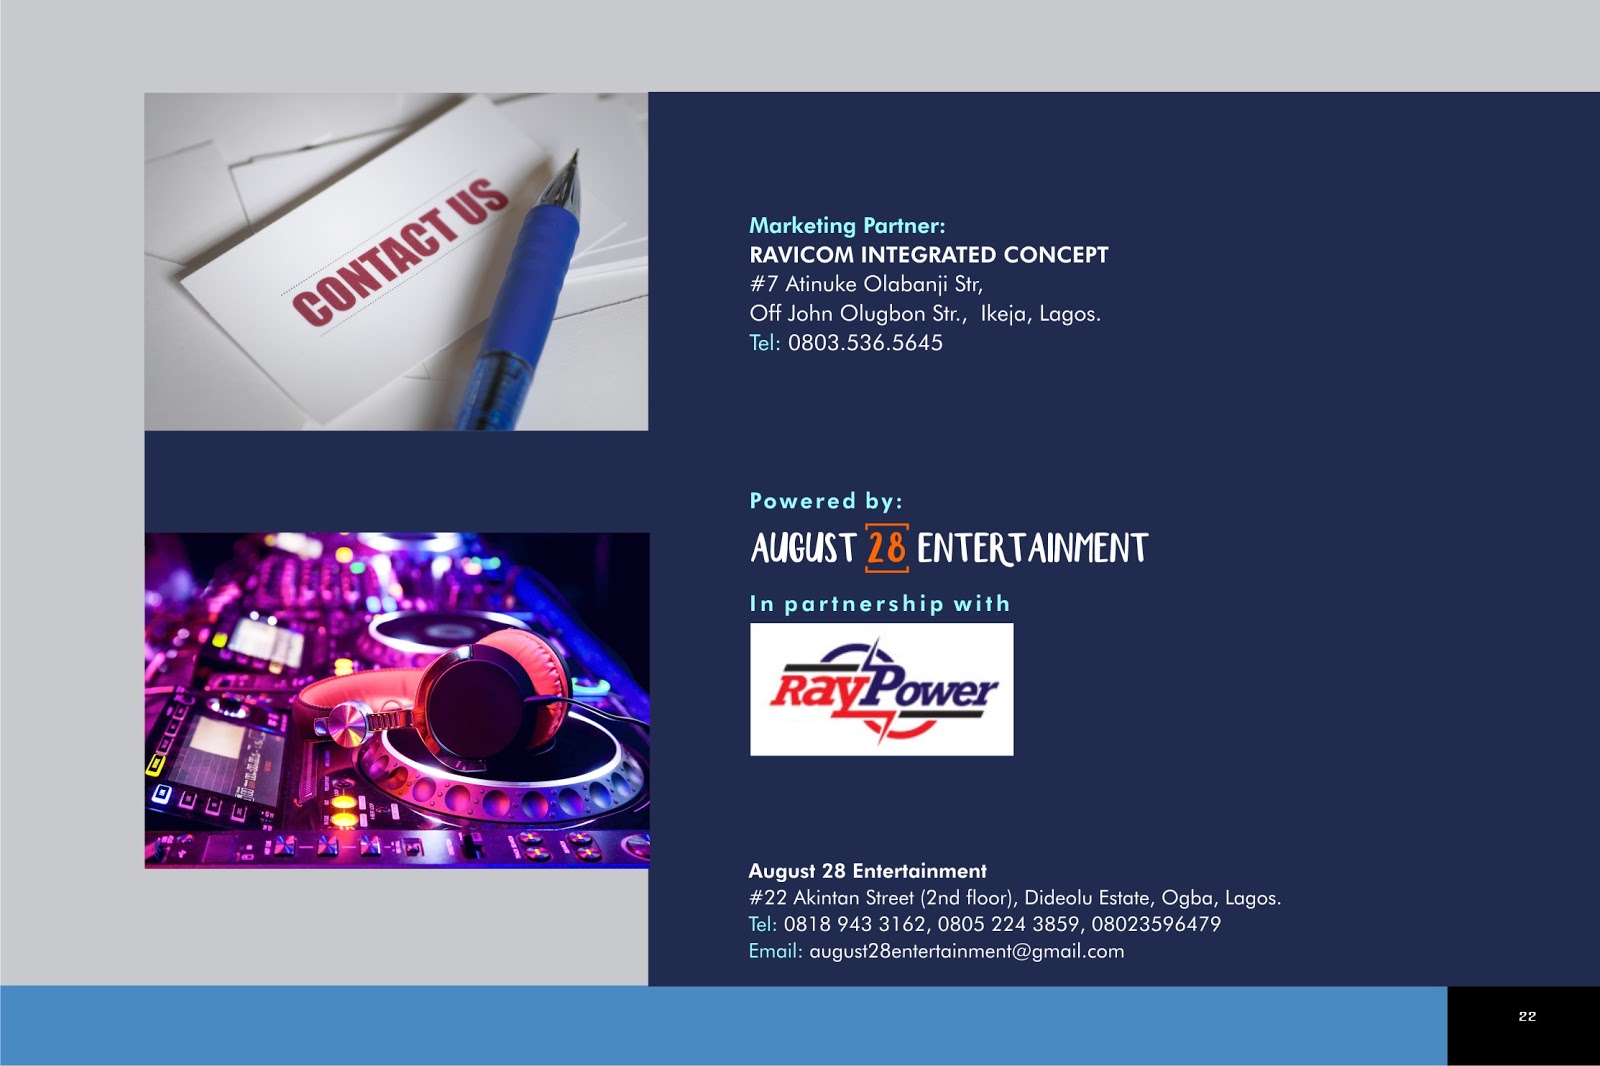 CONTACT US
Marketing Partner:
RAVICOM INTEGRATED CONCEPT
#7 Atinuke Olabanji Str,
Off John Olugbon Str., Ikeja, Lagos.
Tel: 0803.536.5645
Powered by:
AUGUST 28 ENTERTAINMENT
In partnership with
RayPower
August 28 Entertainment
#22 Akintan Street (2nd floor), Dideolu Estate, Ogba, Lagos.
Tel: 0818 943 3162, 0805 224 3859, 08023596479
Email: august28entertainment@gmail.com
22